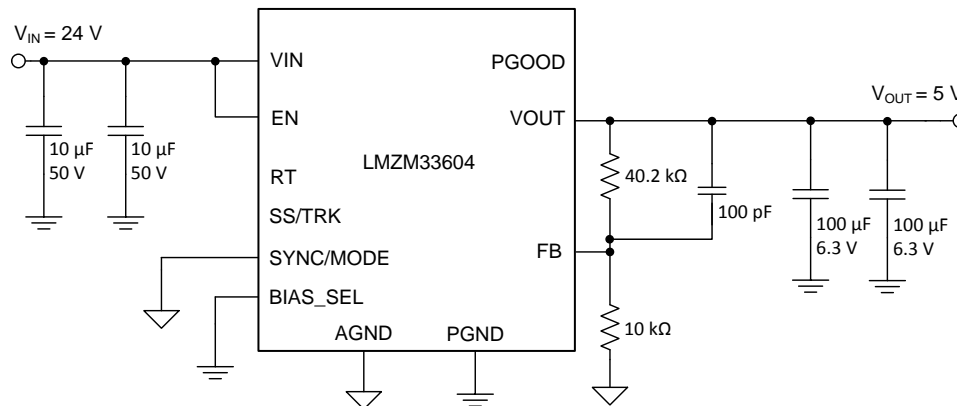 V_IN = 24 V
10 µF
50 V
10 µF
50 V
VIN
EN
RT
SS/TRK
SYNC/MODE
BIAS_SEL
LMZM33604
AGND
PGND
PGOOD
VOUT
FB
40.2 kΩ
100 pF
10 kΩ
V_OUT = 5 V
100 µF
6.3 V
100 µF
6.3 V